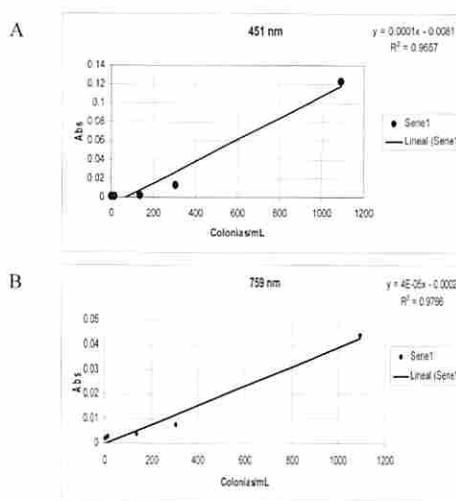 A
451 nm
y = 0.0001x - 0.0081
R² = 0.9657
0.14
0.12
0.1
0.08
0.06
0.04
0.02
0
Abs
0 200 400 600 800 1000 1200
Colonias/mL
Serie1
Lineal (Serie1
B
759 nm
y = 4E-05x - 0.0002
R² = 0.9796
0.05
0.04
0.03
0.02
0.01
0
Abs
0 200 400 600 800 1000 1200
Colonias/mL
Serie1
Lineal (Serie1